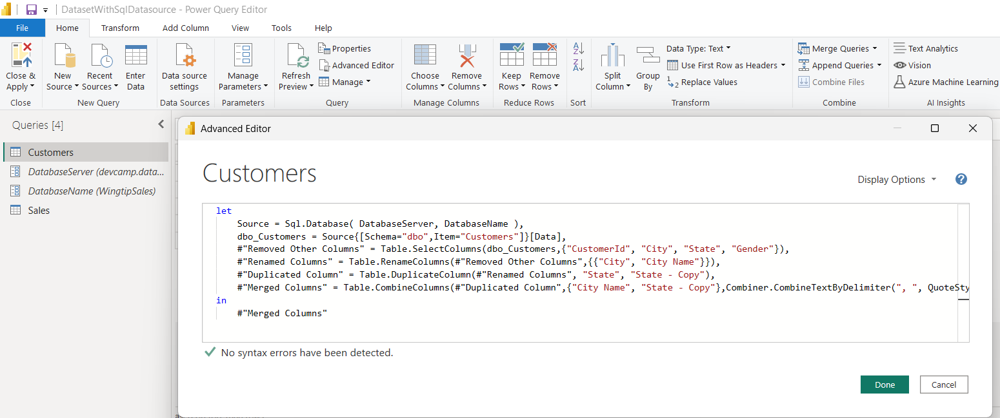 DatasetWithSqlDatasource - Power Query Editor
File Home Transform Add Column View Tools Help
Close & Apply
Close
New Source
Recent Sources
Enter Data
New Query
Data source settings
Data Sources
Manage Parameters
Parameters
Refresh Preview
Properties
Advanced Editor
Manage
Query
Choose Columns
Remove Columns
Manage Columns
Keep Rows
Remove Rows
Reduce Rows
A Z
Z A
Sort
Split Column
Group By
Data Type: Text
Use First Row as Headers
1 2 Replace Values
Transform
Merge Queries
Append Queries
Combine Files
Combine
Text Analytics
Vision
Azure Machine Learning
AI Insights
Queries [4]
Customers
DatabaseServer (devcamp.data...
DatabaseName (WingtipSales)
Sales
Advanced Editor
Customers
Display Options
?
let
Source = Sql.Database( DatabaseServer, DatabaseName ),
dbo_Customers = Source{[Schema="dbo",Item="Customers"]}[Data],
#"Removed Other Columns" = Table.SelectColumns(dbo_Customers,{"CustomerId", "City", "State", "Gender"}),
#"Renamed Columns" = Table.RenameColumns(#"Removed Other Columns",{{"City", "City Name"}}),
#"Duplicated Column" = Table.DuplicateColumn(#"Renamed Columns", "State", "State - Copy"),
#"Merged Columns" = Table.CombineColumns(#"Duplicated Column",{"City Name", "State - Copy"},Combiner.CombineTextByDelimiter(", ", QuoteSty
in
#"Merged Columns"
No syntax errors have been detected.
Done
Cancel